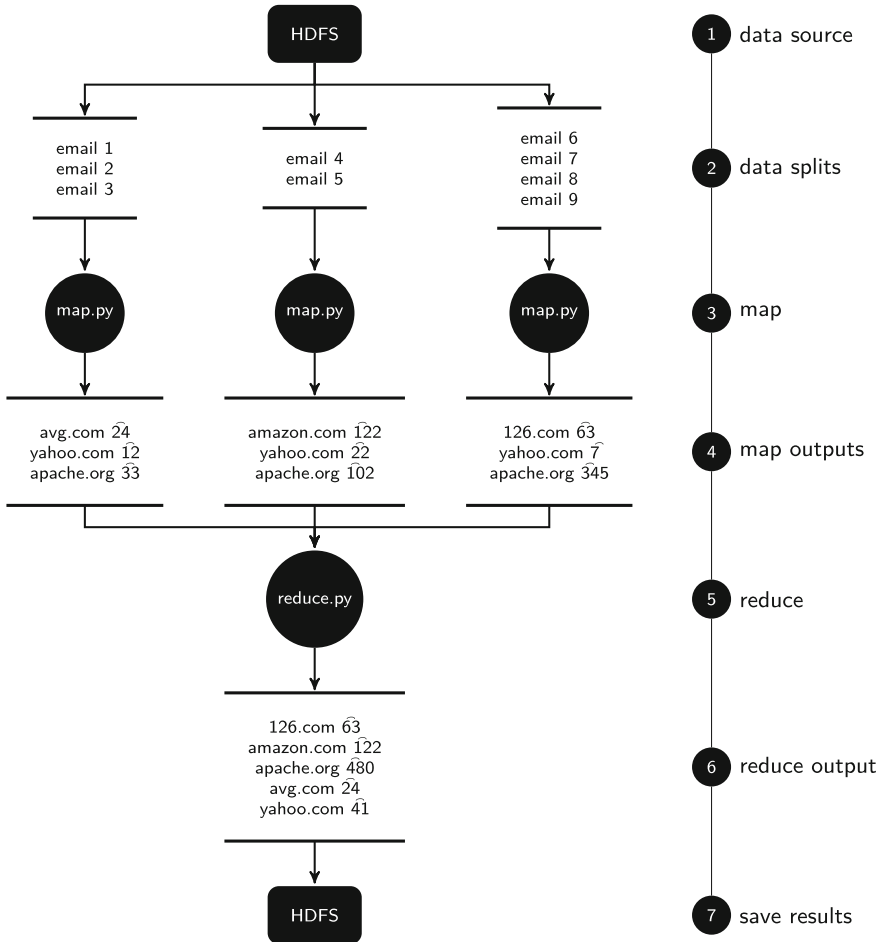 HDFS
1 data source
email 1
email 2
email 3
email 4
email 5
email 6
email 7
email 8
email 9
2 data splits
map.py
map.py
map.py
3 map
avg.com 24
yahoo.com 12
apache.org 33
amazon.com 122
yahoo.com 22
apache.org 102
126.com 63
yahoo.com 7
apache.org 345
4 map outputs
reduce.py
5 reduce
126.com 63
amazon.com 122
apache.org 480
avg.com 24
yahoo.com 41
6 reduce output
HDFS
7 save results